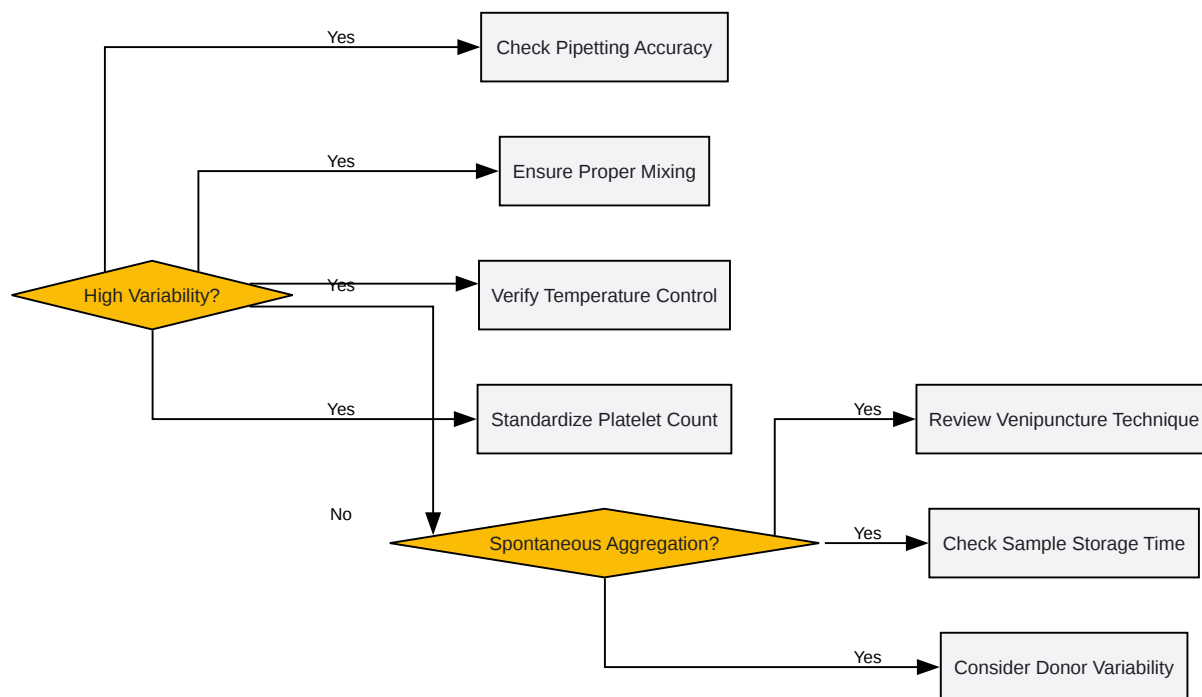 Yes
Check Pipetting Accuracy
Yes
Ensure Proper Mixing
High Variability?
Yes
Verify Temperature Control
Yes
Standardize Platelet Count
Yes
Review Venipuncture Technique
No
Spontaneous Aggregation?
Yes
Check Sample Storage Time
Yes
Consider Donor Variability